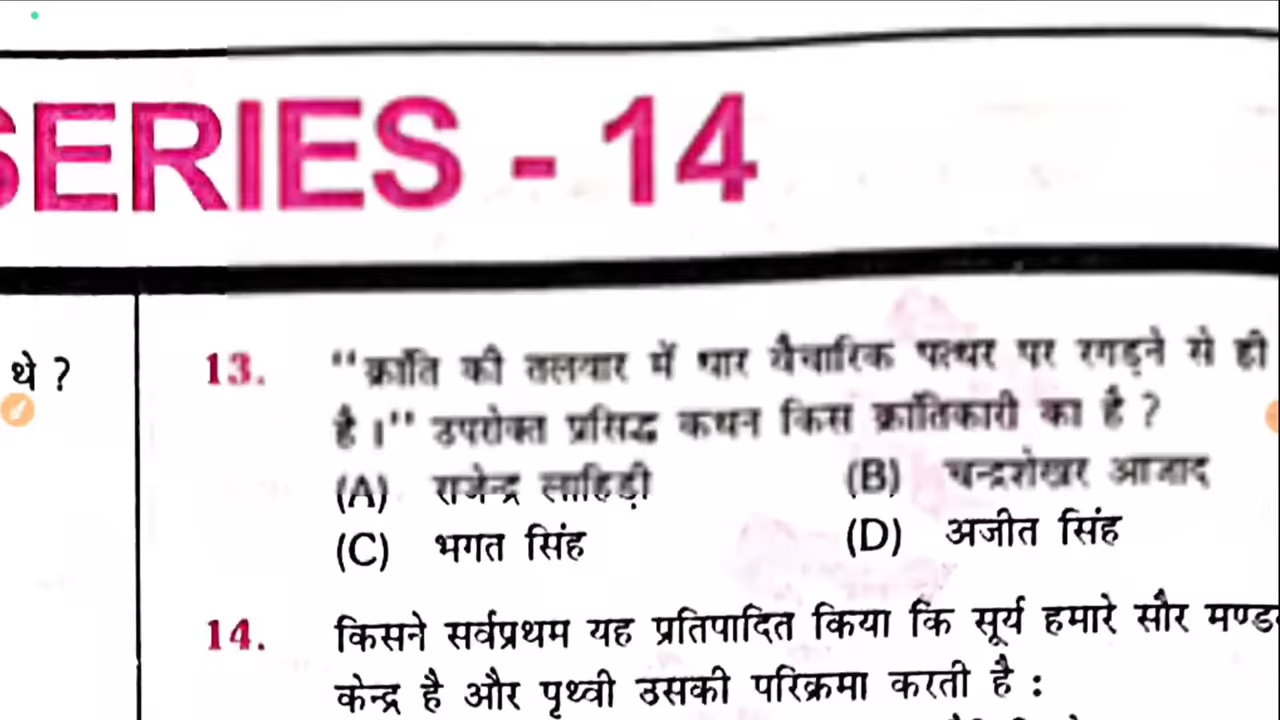 SERIES - 14
थे ?
13. "क्रांति की तलवार में धार वैचारिक पत्थर पर रगड़ने से ही
है।" उपरोक्त प्रसिद्ध कथन किस क्रांतिकारी का है ?
(A) राजेन्द्र लाहिड़ी (B) चन्द्रशेखर आजाद
(C) भगत सिंह (D) अजीत सिंह
14. किसने सर्वप्रथम यह प्रतिपादित किया कि सूर्य हमारे सौर
केन्द्र है और पृथ्वी उसकी परिक्रमा करती है :